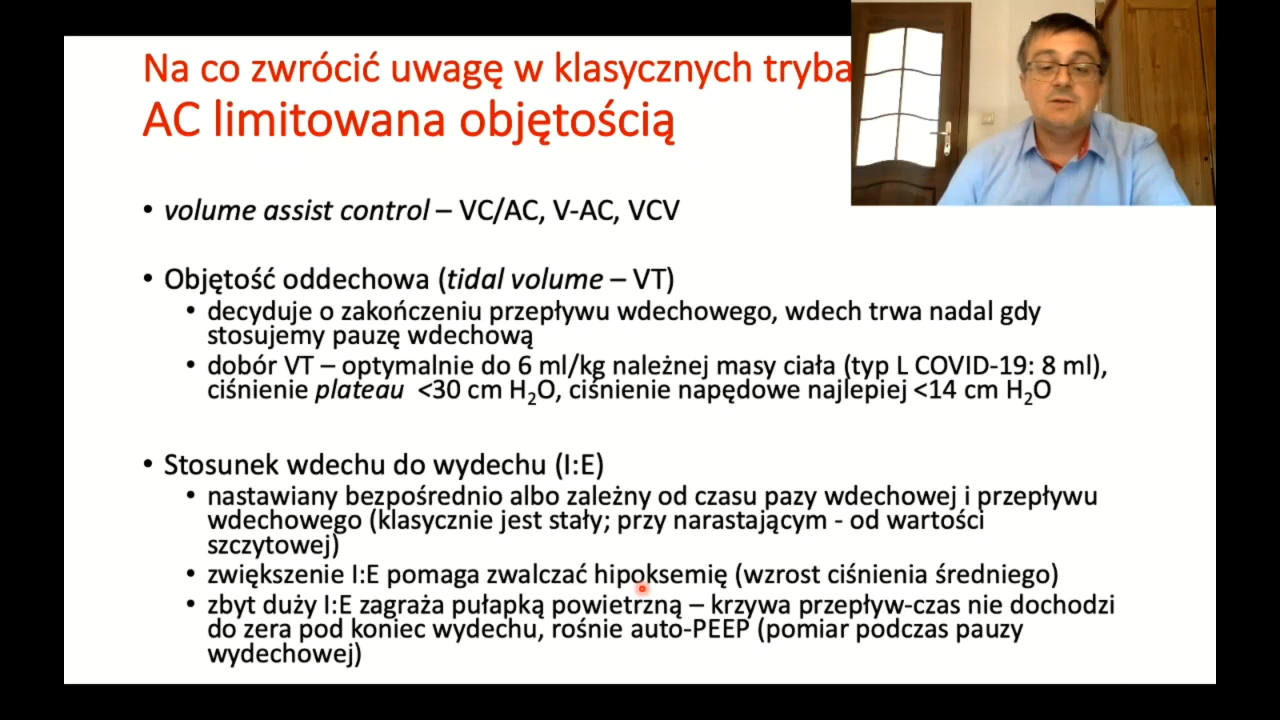 Na co zwrócić uwagę w klasycznych tryba
AC limitowana objętością
• volume assist control – VC/AC, V-AC, VCV
• Objętość oddechowa (tidal volume – VT)
• decyduje o zakończeniu przepływu wdechowego, wdech trwa nadal gdy
stosujemy pauzę wdechową
• dobór VT – optymalnie do 6 ml/kg należnej masy ciała (typ L COVID-19: 8 ml),
ciśnienie plateau <30 cm H₂O, ciśnienie napędowe najlepiej <14 cm H₂O
• Stosunek wdechu do wydechu (I:E)
• nastawiany bezpośrednio albo zależny od czasu pazy wdechowej i przepływu
wdechowego (klasycznie jest stały; przy narastającym - od wartości
szczytowej)
• zwiększenie I:E pomaga zwalczać hipoksemię (wzrost ciśnienia średniego)
• zbyt duży I:E zagraża pułapką powietrzną – krzywa przepływ-czas nie dochodzi
do zera pod koniec wydechu, rośnie auto-PEEP (pomiar podczas pauzy
wydechowej)